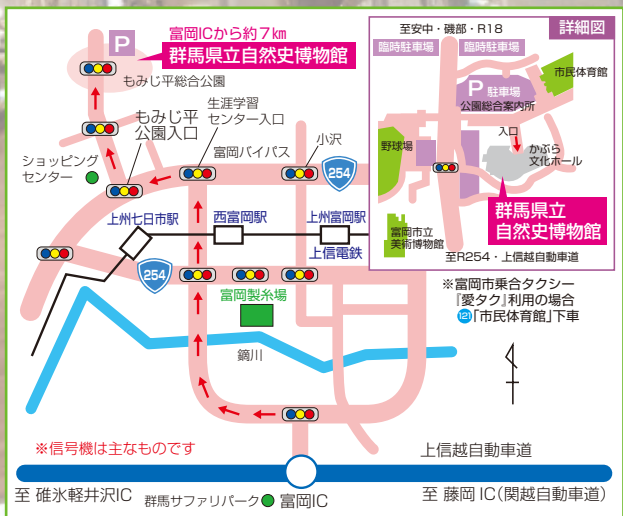 富岡ICから約7km
P
群馬県立自然史博物館
もみじ平総合公園
もみじ平
公園入口
生涯学習
センター入口
小沢
富岡バイパス
254
ショッピング
センター
上州七日市駅
西富岡駅
上州富岡駅
上信電鉄
254
富岡製糸場
鏑川
※信号機は主なものです
上信越自動車道
至 碓氷軽井沢IC
群馬サファリパーク
富岡IC
至 藤岡IC(関越自動車道)
詳細図
至安中・磯部・R18
臨時駐車場
臨時駐車場
市民体育館
P 駐車場
公園総合案内所
入口
野球場
かぶら
文化ホール
群馬県立
自然史博物館
富岡市立
美術博物館
至R254・上信越自動車道
※富岡市乗合タクシー
『愛タク』利用の場合
121「市民体育館」下車